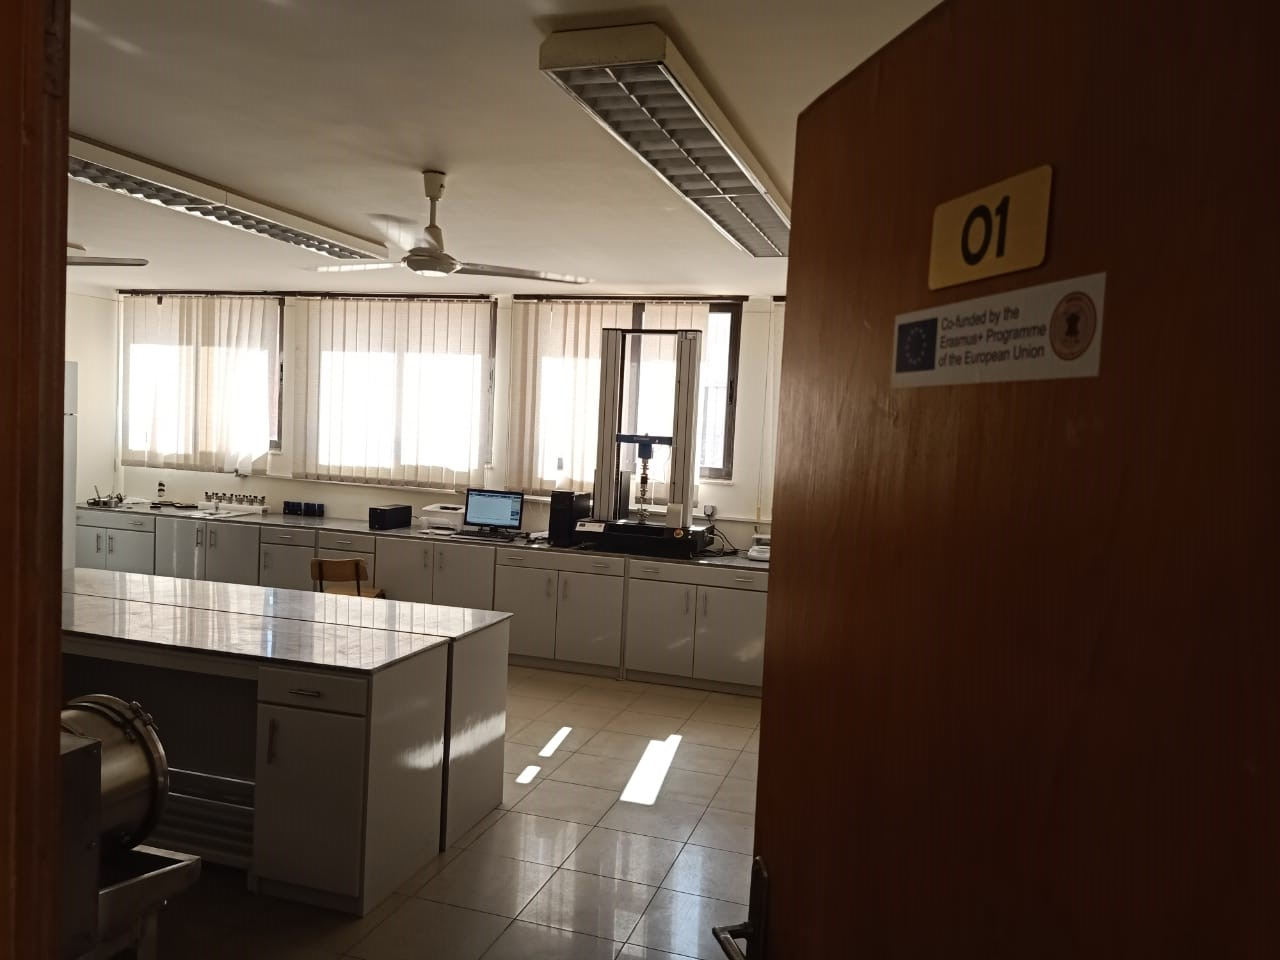 01
Co-funded by the
Erasmus+ Programme
of the European Union